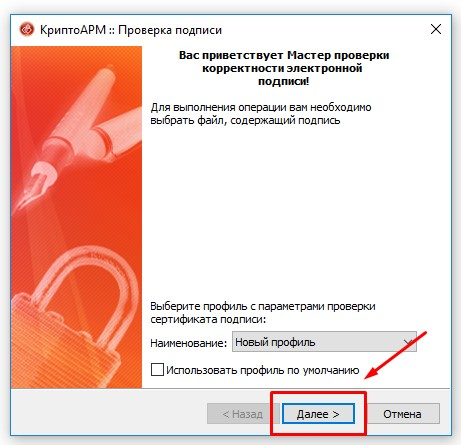 КриптоАРМ :: Проверка подписи
Вас приветствует Мастер проверки
корректности электронной
подписи!
Для выполнения операции вам необходимо
выбрать файл, содержащий подпись
Выберите профиль с параметрами проверки
сертификата подписи:
Наименование: Новый профиль
Использовать профиль по умолчанию
< Назад Далее > Отмена